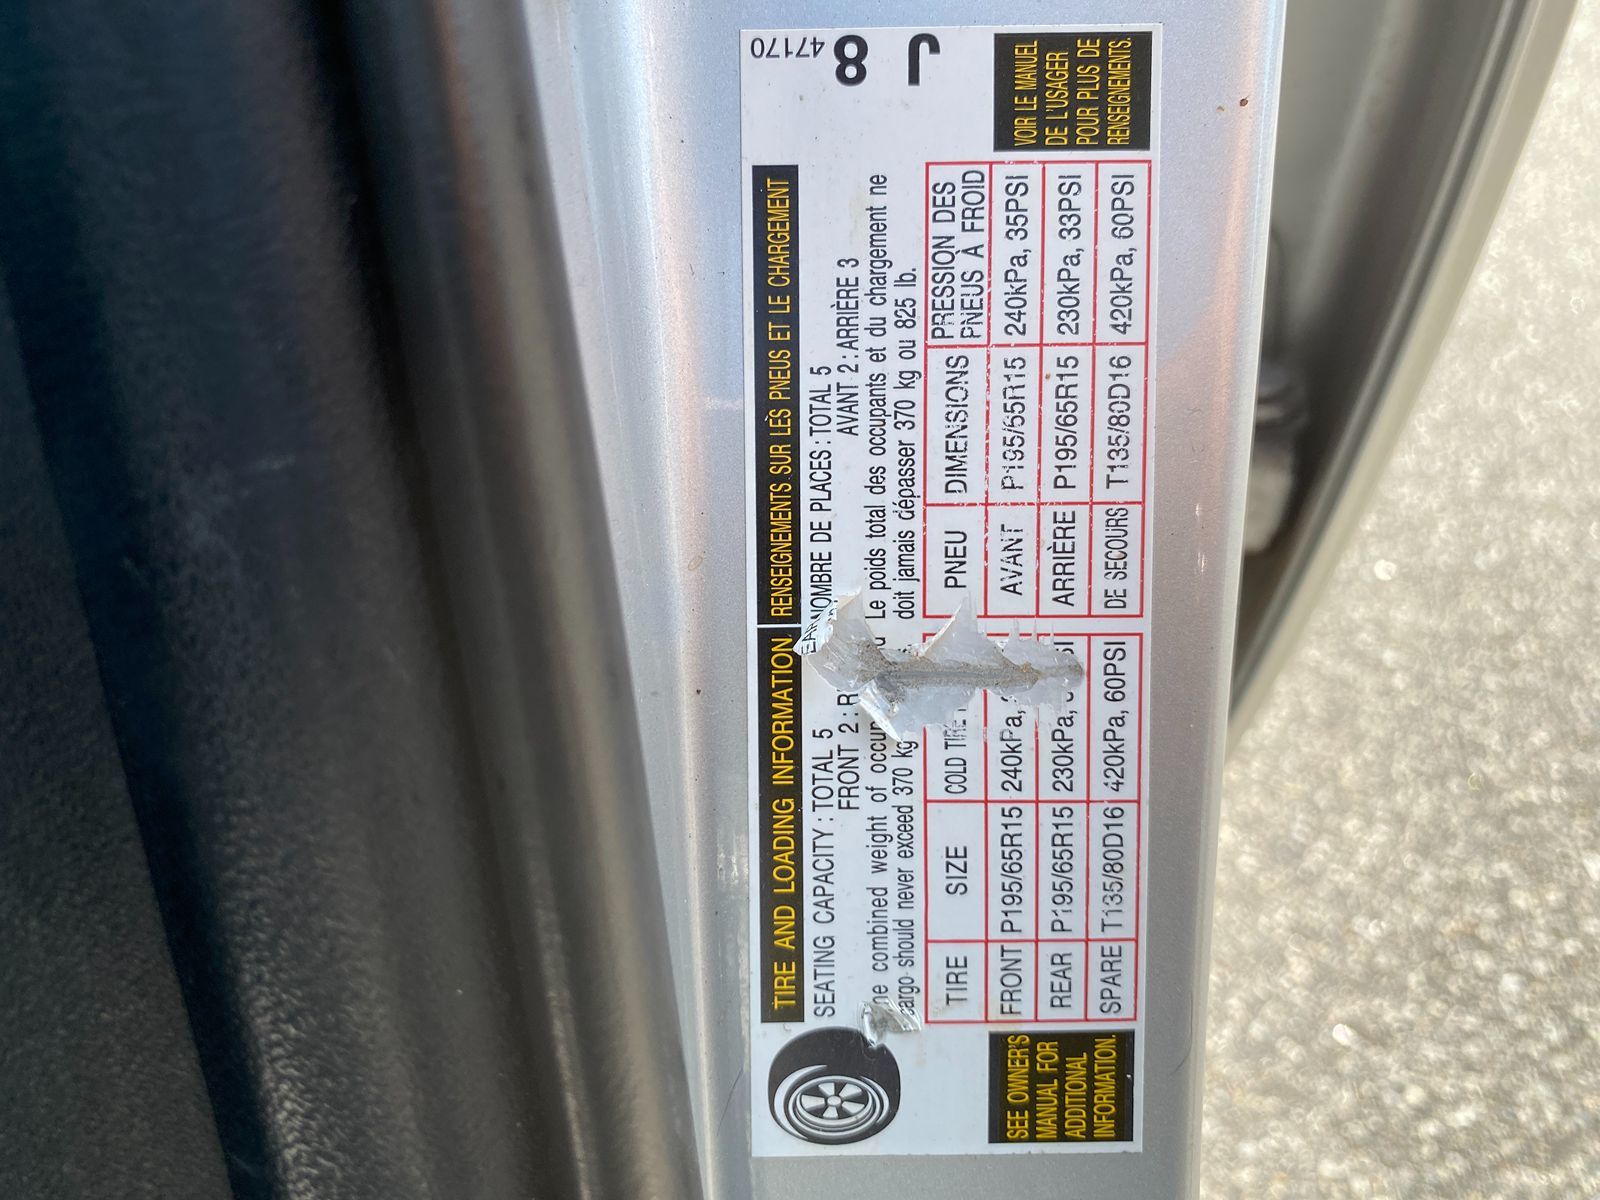 TIRE AND LOADING INFORMATION
SEATING CAPACITY : TOTAL 5
FRONT 2 :
combined weight of
cargo should never exceed 370 kg
TIRE SIZE COLD TIRE
FRONT P195/65R15 240kPa,
REAR P195/65R15 230kPa,
SPARE T135/80D16 420kPa, 60PSI
SEE OWNER'S
MANUAL FOR
ADDITIONAL
INFORMATION.
RENSEIGNEMENTS SUR LES PNEUS ET LE CHARGEMENT
NOMBRE DE PLACES : TOTAL 5
AVANT 2 : ARRIÈRE 3
Le poids total des occupants et du chargement ne
doit jamais dépasser 370 kg ou 825 lb.
PNEU DIMENSIONS PRESSION DES
PNEUS À FROID
AVANT P195/65R15 240kPa, 35PSI
ARRIÈRE P195/65R15 230kPa, 33PSI
DE SECOURS T135/80D16 420kPa, 60PSI
47170
8
J
VOIR LE MANUEL
DE L'USAGER
POUR PLUS DE
RENSEIGNEMENTS.